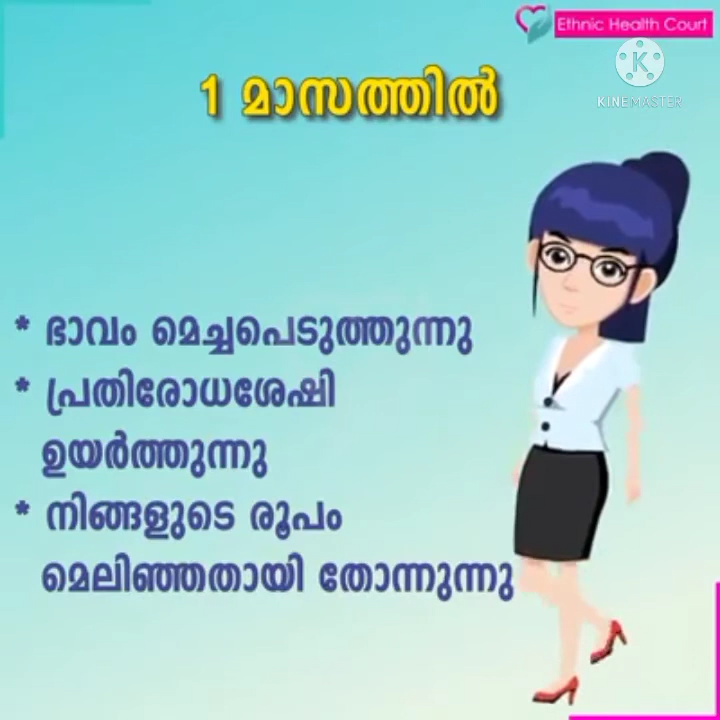 Ethnic Health Court
K
KINEMASTER
1 മാസത്തിൽ
* ഭാവം മെച്ചപെടുത്തുന്നു
* പ്രതിരോധശേഷി
ഉയർത്തുന്നു
* നിങ്ങളുടെ രൂപം
മെലിഞ്ഞതായി തോന്നുന്നു